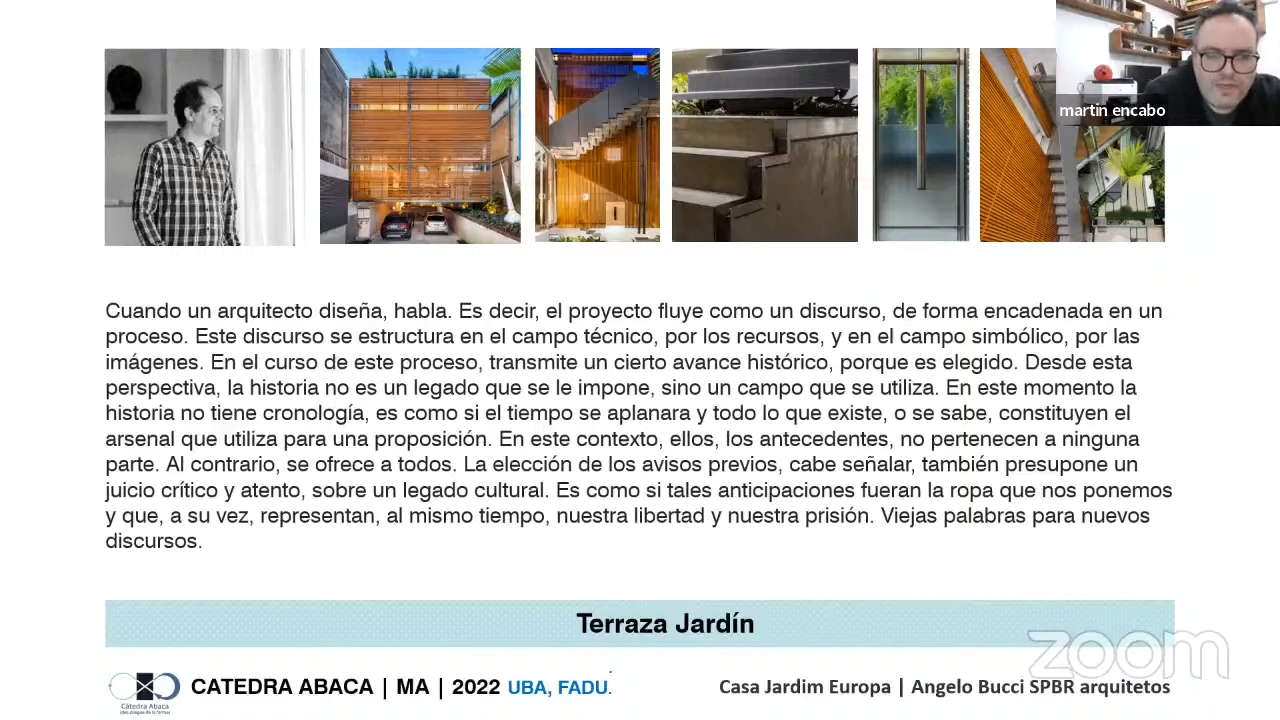 martin encabo
Cuando un arquitecto diseña, habla. Es decir, el proyecto fluye como un discurso, de forma encadenada en un
proceso. Este discurso se estructura en el campo técnico, por los recursos, y en el campo simbólico, por las
imágenes. En el curso de este proceso, transmite un cierto avance histórico, porque es elegido. Desde esta
perspectiva, la historia no es un legado que se le impone, sino un campo que se utiliza. En este momento la
historia no tiene cronología, es como si el tiempo se aplanara y todo lo que existe, o se sabe, constituyen el
arsenal que utiliza para una proposición. En este contexto, ellos, los antecedentes, no pertenecen a ninguna
parte. Al contrario, se ofrece a todos. La elección de los avisos previos, cabe señalar, también presupone un
juicio crítico y atento, sobre un legado cultural. Es como si tales anticipaciones fueran la ropa que nos ponemos
y que, a su vez, representan, al mismo tiempo, nuestra libertad y nuestra prisión. Viejas palabras para nuevos
discursos.
Terraza Jardín
zoom
Cátedra Abaca
(des pliegue de la forma)
CATEDRA ABACA | MA | 2022 UBA, FADU.
Casa Jardim Europa | Angelo Bucci SPBR arquitetos